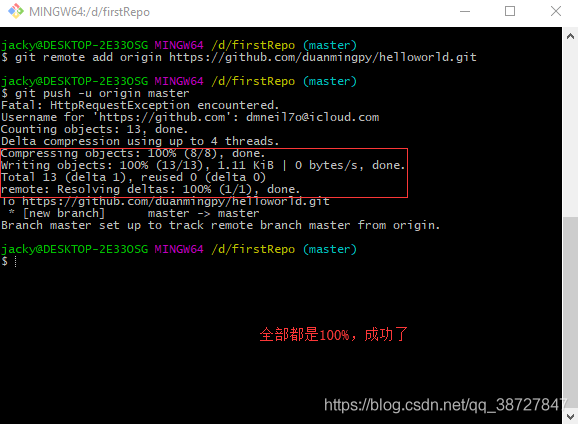 MINGW64:/d/firstRepo
jacky@DESKTOP-2E33OSG MINGW64 /d/firstRepo (master)
$ git remote add origin https://github.com/duanmingpy/helloworld.git
jacky@DESKTOP-2E33OSG MINGW64 /d/firstRepo (master)
$ git push -u origin master
Fatal: HttpRequestException encountered.
Username for 'https://github.com': dmneil7o@icloud.com
Counting objects: 13, done.
Delta compression using up to 4 threads.
Compressing objects: 100% (8/8), done.
Writing objects: 100% (13/13), 1.11 KiB | 0 bytes/s, done.
Total 13 (delta 1), reused 0 (delta 0)
remote: Resolving deltas: 100% (1/1), done.
To https://github.com/duanmingpy/helloworld.git
 * [new branch]      master -> master
Branch master set up to track remote branch master from origin.
jacky@DESKTOP-2E33OSG MINGW64 /d/firstRepo (master)
$
全部都是100%，成功了
https://blog.csdn.net/qq_38727847